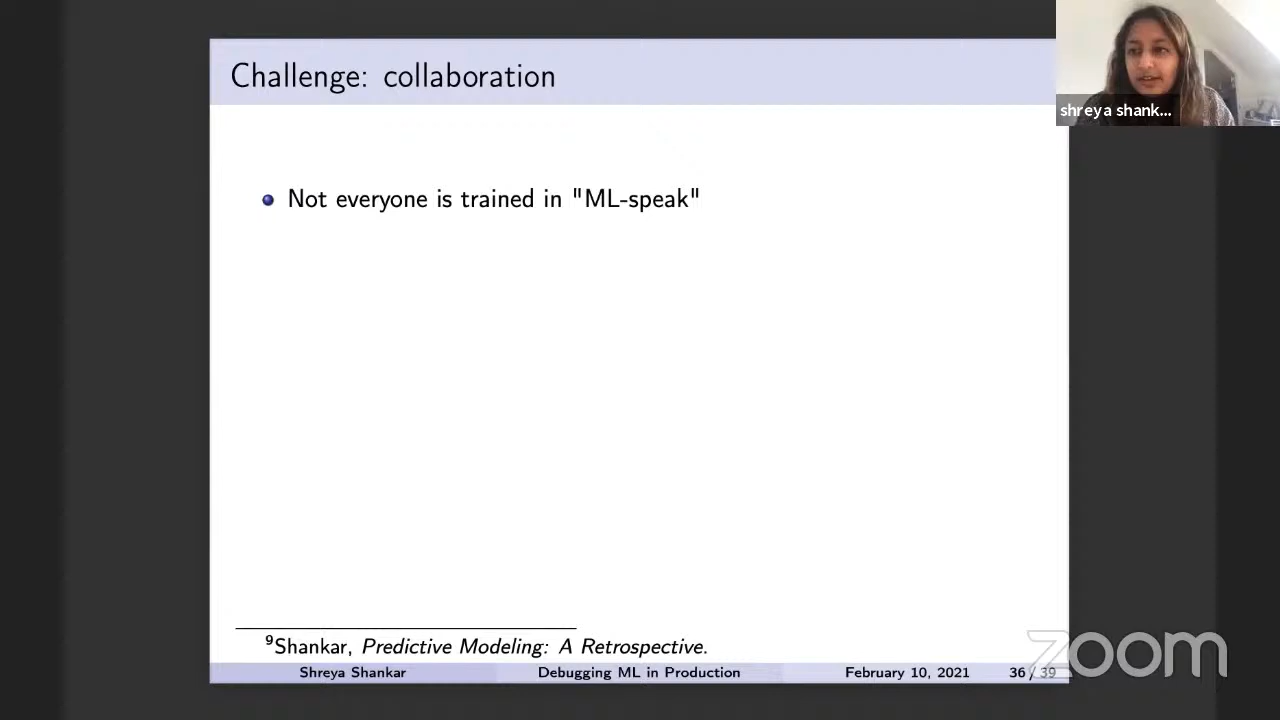 Challenge: collaboration
shreya shank...
Not everyone is trained in "ML-speak"
⁹Shankar, Predictive Modeling: A Retrospective.
Shreya Shankar Debugging ML in Production February 10, 2021 36 / 39
zoom